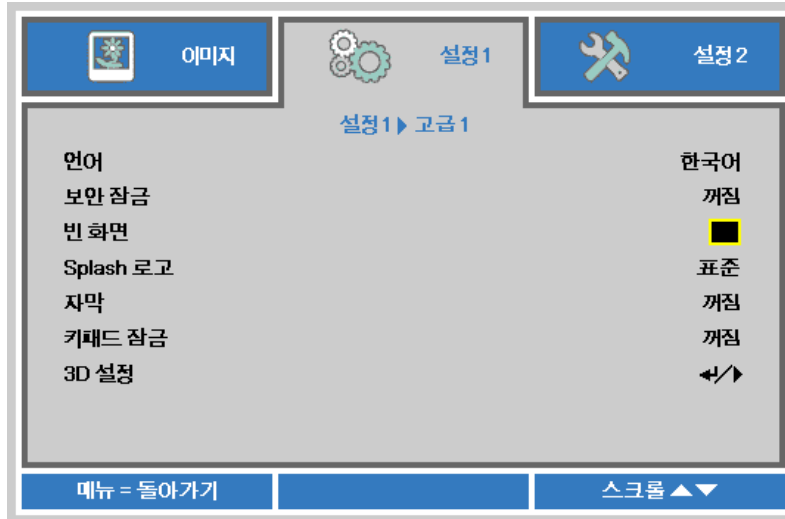 이미지 설정1 설정2
설정1▶고급1
언어 한국어
보안 잠금 꺼짐
빈 화면
Splash 로고 표준
자막 꺼짐
키패드 잠금 꺼짐
3D 설정 ↵/▶
메뉴 = 돌아가기 스크롤▲▼